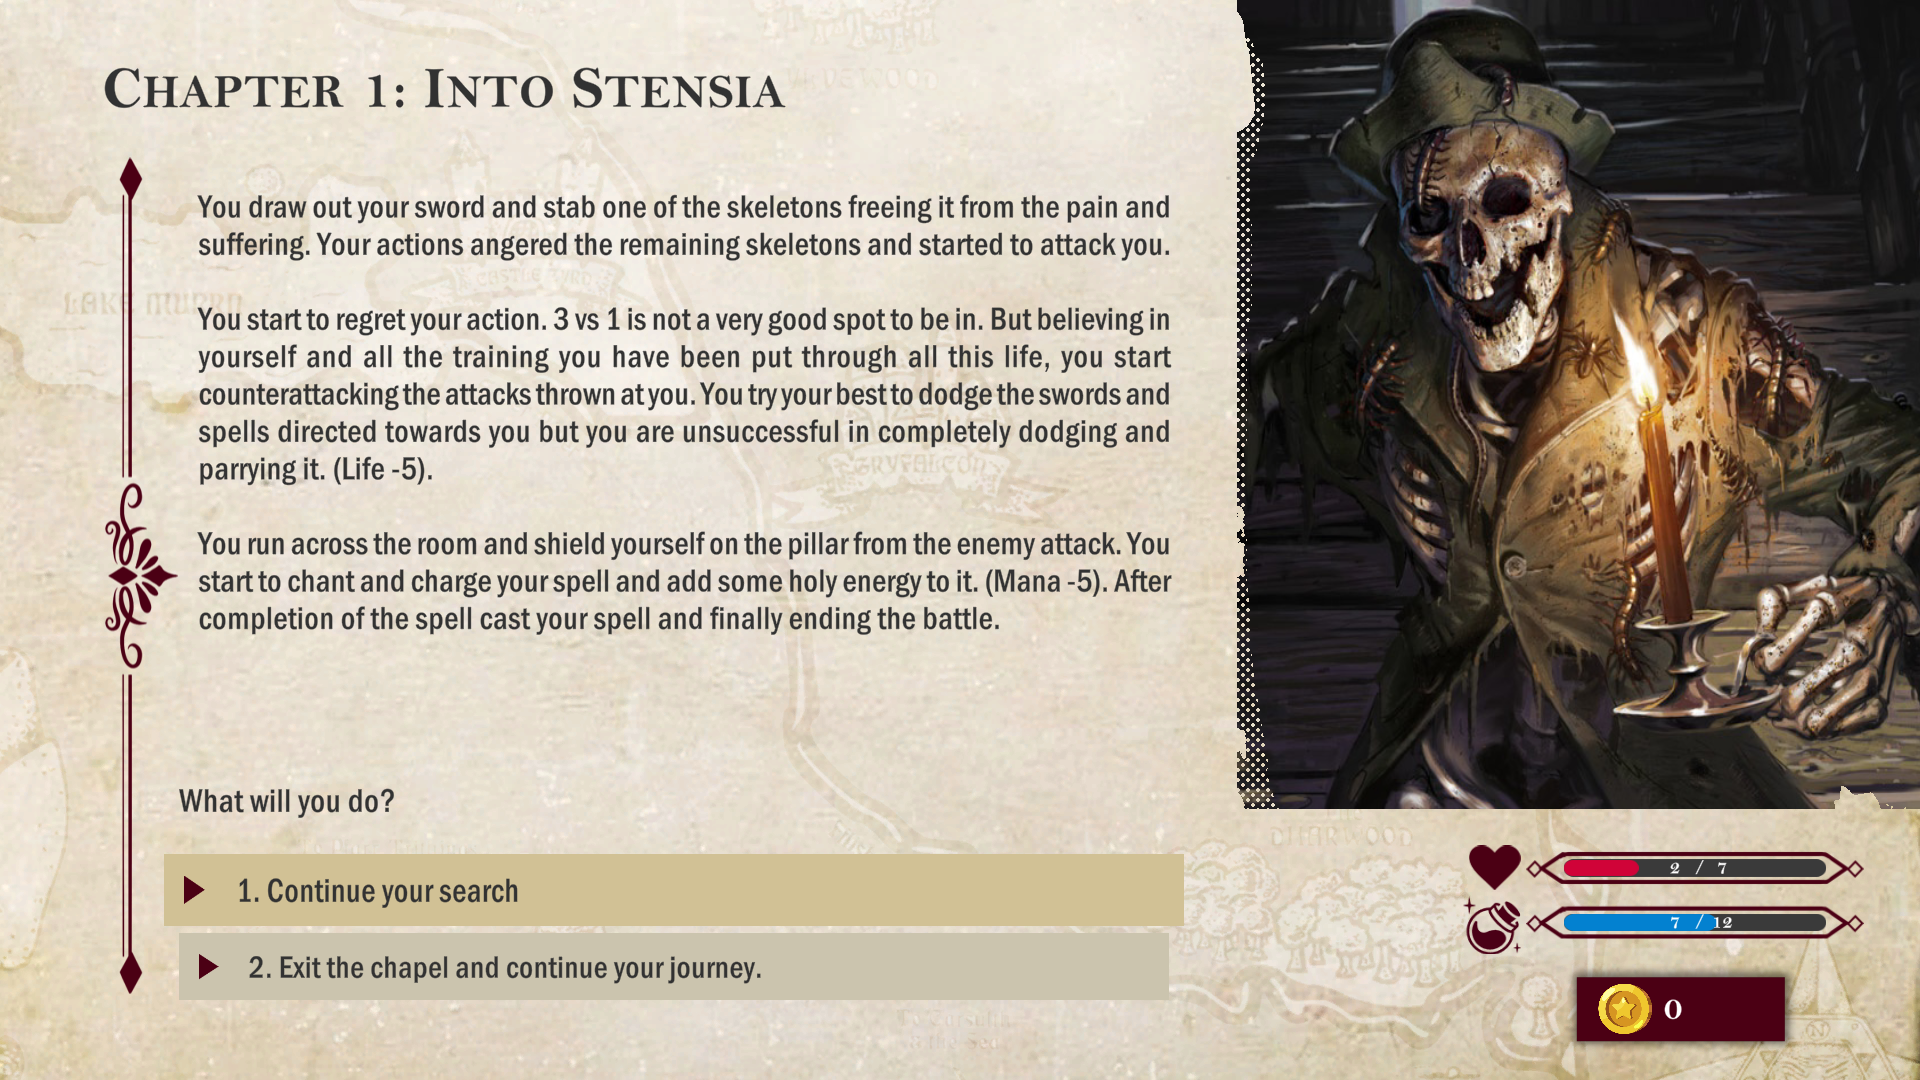 CHAPTER 1: INTO STENSIA
You draw out your sword and stab one of the skeletons freeing it from the pain and
suffering. Your actions angered the remaining skeletons and started to attack you.
You start to regret your action. 3 vs 1 is not a very good spot to be in. But believing in
yourself and all the training you have been put through all this life, you start
counterattacking the attacks thrown at you. You try your best to dodge the swords and
spells directed towards you but you are unsuccessful in completely dodging and
parrying it. (Life -5).
You run across the room and shield yourself on the pillar from the enemy attack. You
start to chant and charge your spell and add some holy energy to it. (Mana -5). After
completion of the spell cast your spell and finally ending the battle.
What will you do?
1. Continue your search
2. Exit the chapel and continue your journey.
2 / 7
7 / 12
0
LAKE
CASTLE
GRYFALCON